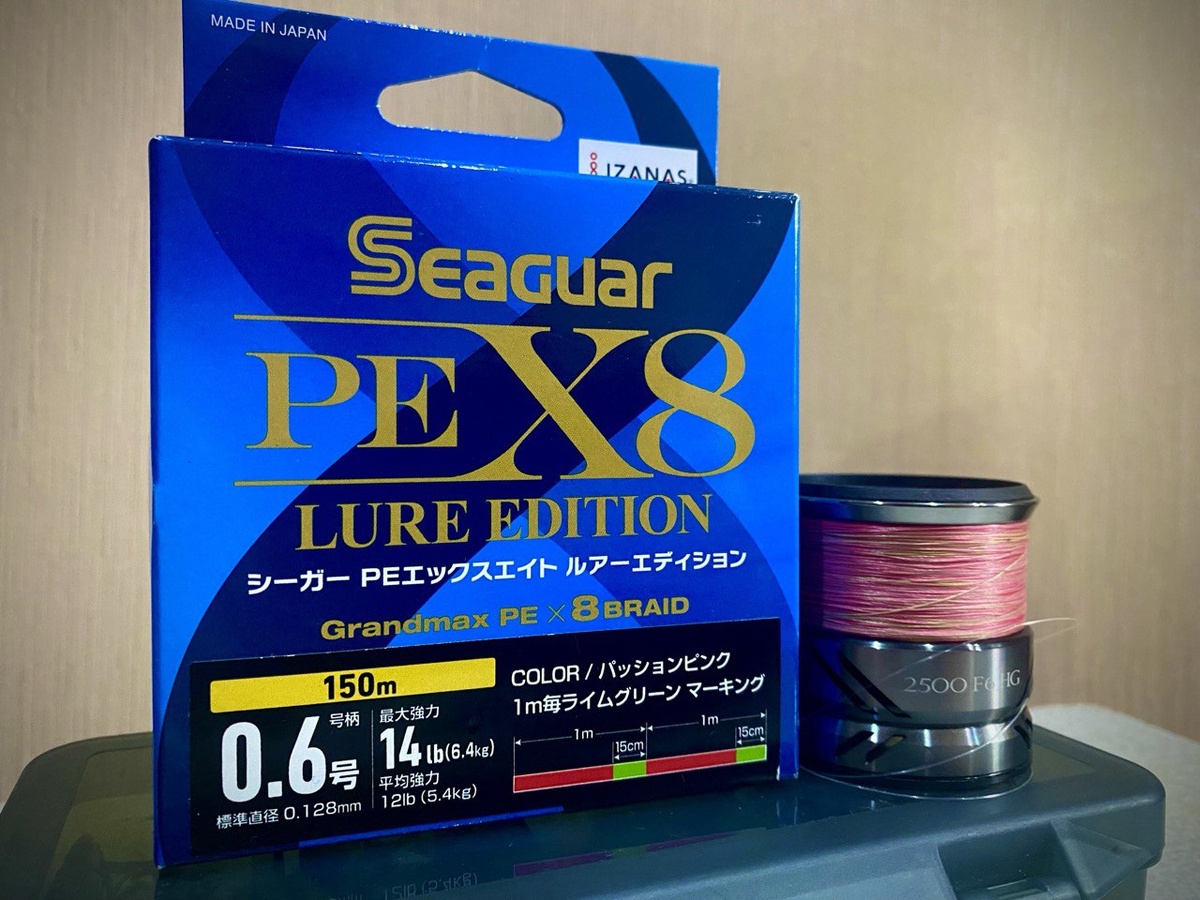 MADE IN JAPAN
IZANAS
Seaguar
PEX8
LURE EDITION
シーガー PEエックスエイト ルアーエディション
Grandmax PE ×8 BRAID
150m
0.6号
号柄
標準直径 0.128mm
最大強力
14lb(6.4kg)
平均強力
12lb (5.4kg)
COLOR / パッションピンク
1m毎ライムグリーン マーキング
1m
1m
15cm
15cm
2500 F6 HG